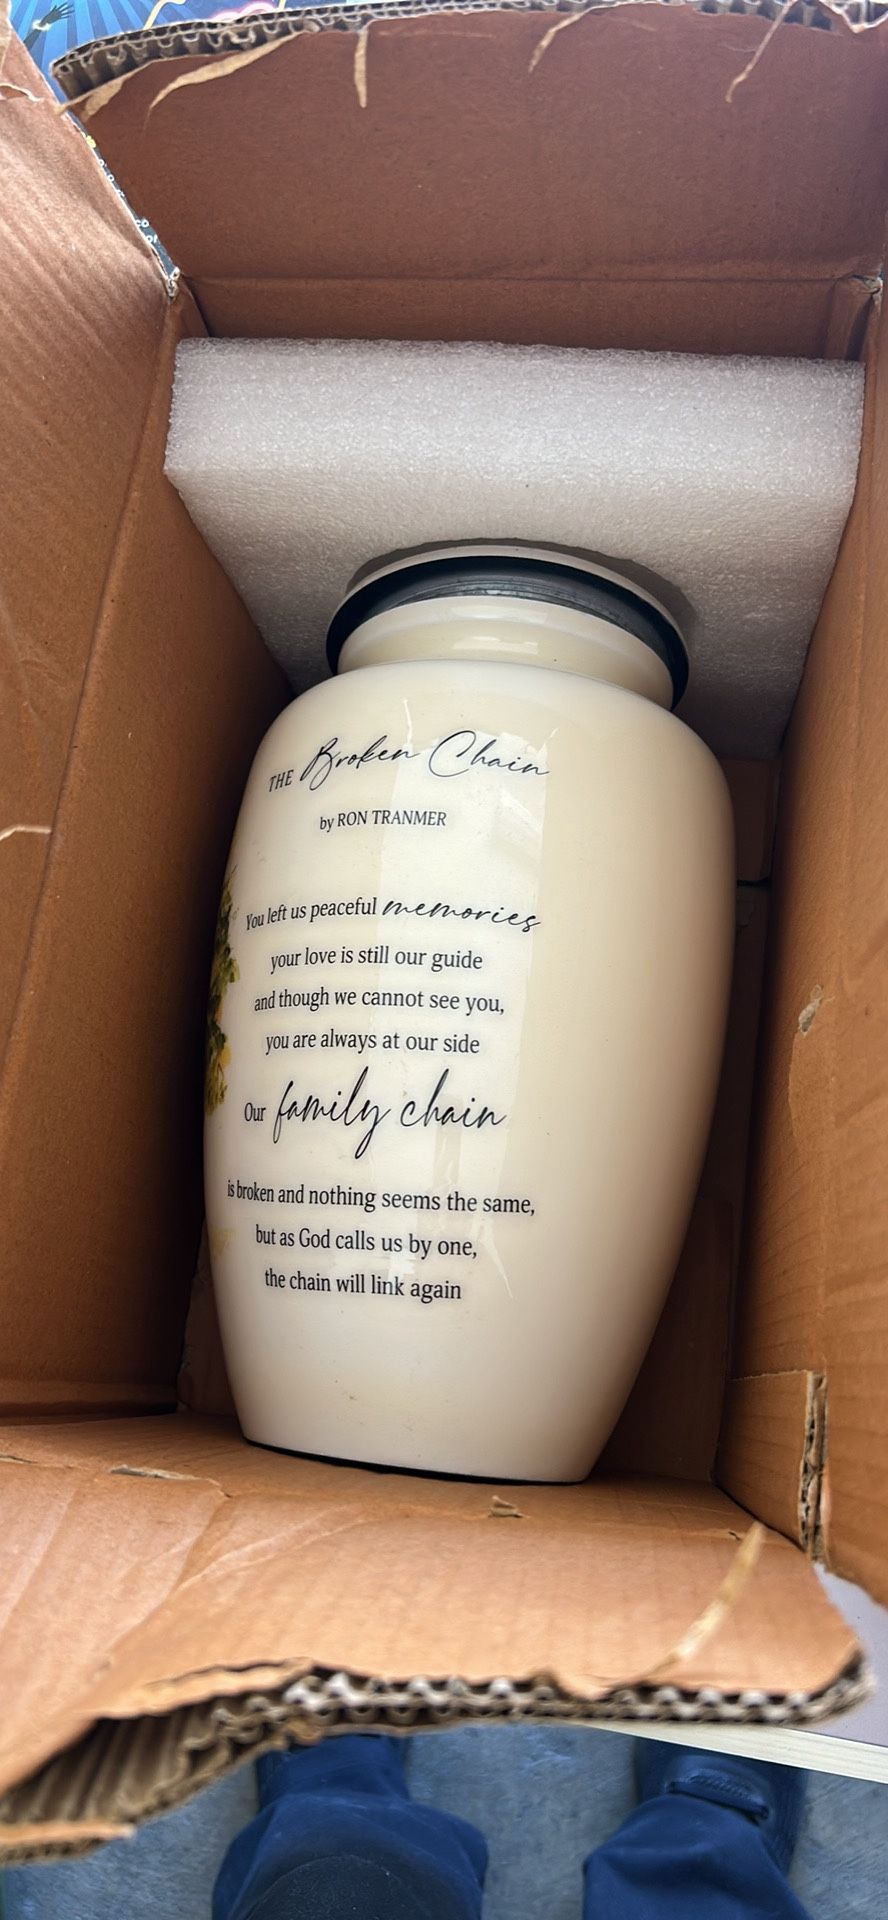 THE Broken Chain
by RON TRANMER
You left us peaceful memories
your love is still our guide
and though we cannot see you,
you are always at our side
Our family chain
is broken and nothing seems the same,
but as God calls us by one,
the chain will link again